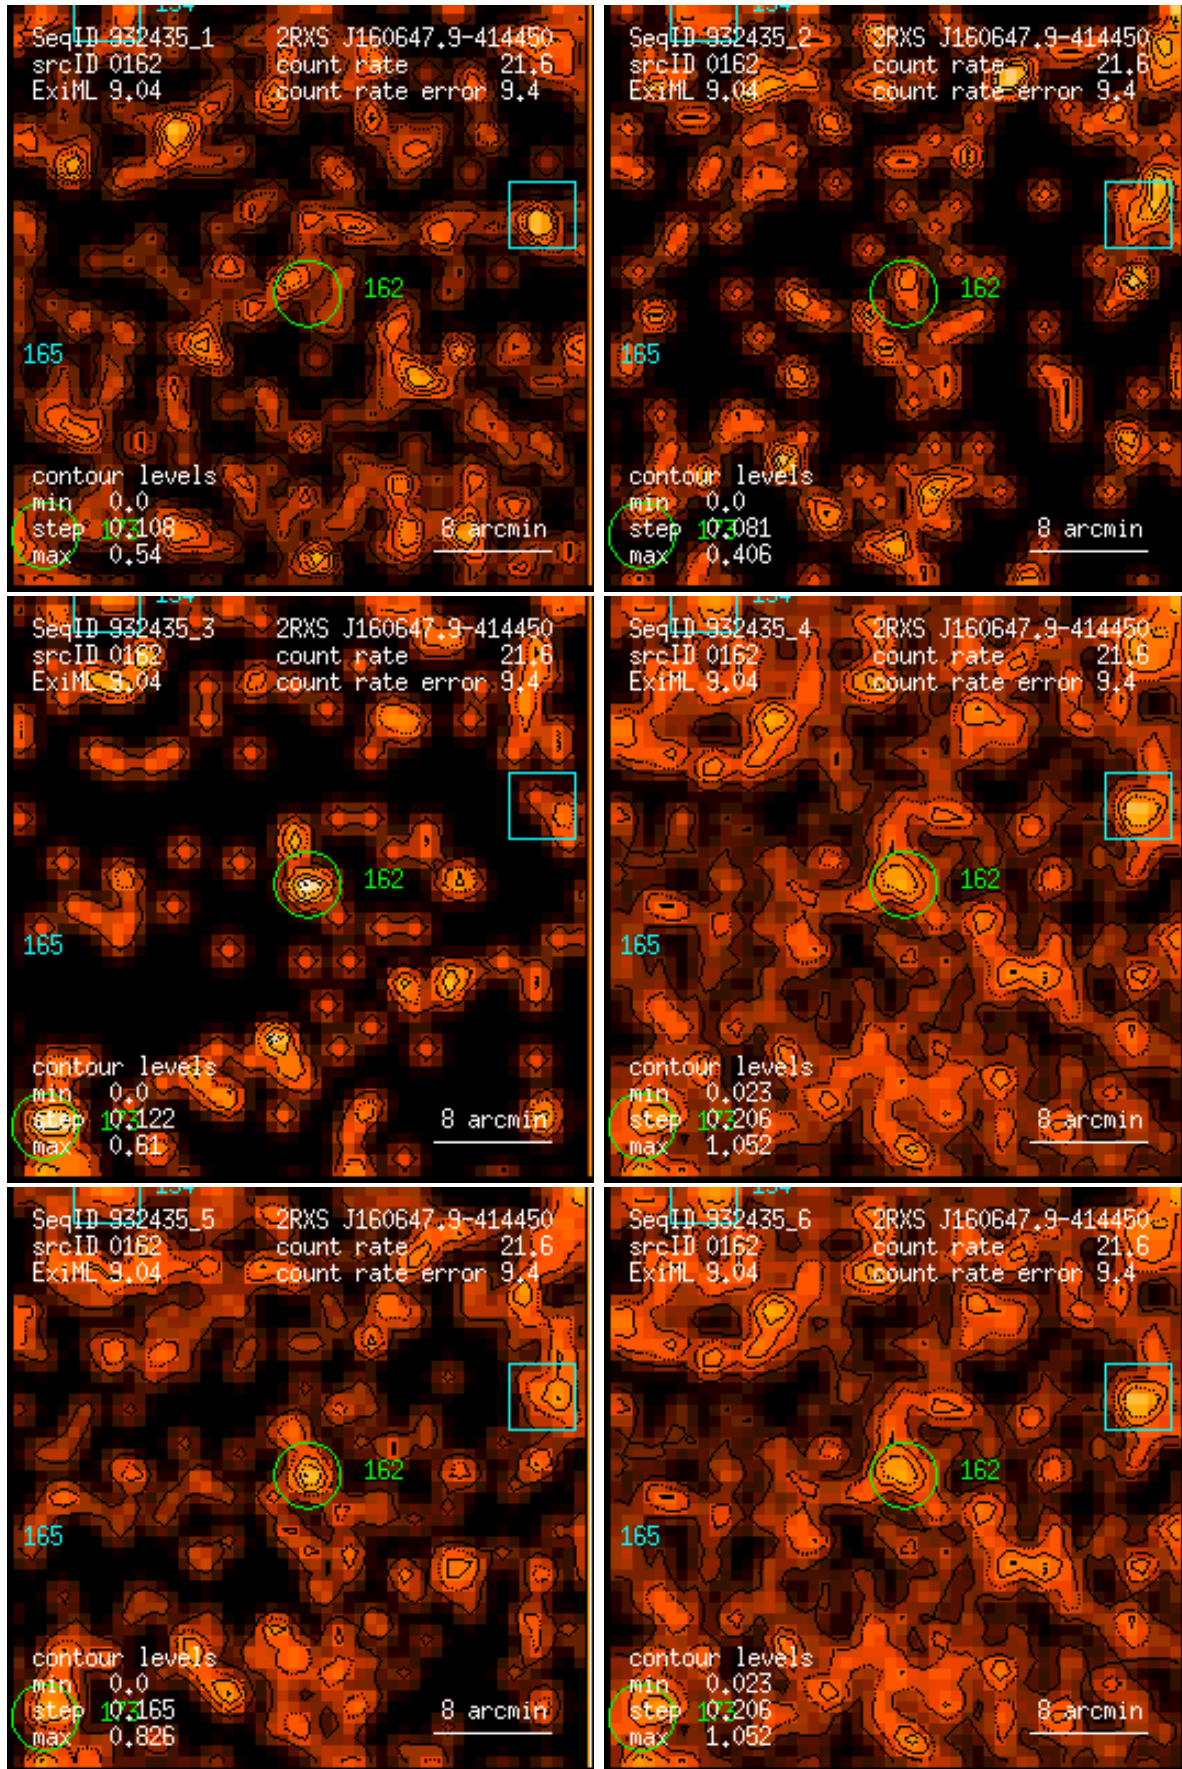 154
SeqID 932435_1 2RXS J160647.9-414450
srcID 0162 count rate 21.6
ExiML 9.04 count rate error 9.4
162
165
contour levels
min 0.0
step 0.108 173
max 0.54
8 arcmin
SeqID 932435_2 2RXS J160647.9-414450
srcID 0162 count rate 21.6
ExiML 9.04 count rate error 9.4
162
165
contour levels
min 0.0
step 0.081 173
max 0.406
8 arcmin
SeqID 932435_3 2RXS J160647.9-414450
srcID 0162 count rate 21.6
ExiML 9.04 count rate error 9.4
162
165
contour levels
min 0.0
step 0.122 173
max 0.61
8 arcmin
154
SeqID 932435_4 2RXS J160647.9-414450
srcID 0162 count rate 21.6
ExiML 9.04 count rate error 9.4
162
165
contour levels
min 0.023
step 0.206 173
max 1.052
8 arcmin
SeqID 932435_5 2RXS J160647.9-414450
srcID 0162 count rate 21.6
ExiML 9.04 count rate error 9.4
162
165
contour levels
min 0.0
step 0.165 173
max 0.826
8 arcmin
154
SeqID 932435_6 2RXS J160647.9-414450
srcID 0162 count rate 21.6
ExiML 9.04 count rate error 9.4
162
165
contour levels
min 0.023
step 0.206 173
max 1.052
8 arcmin